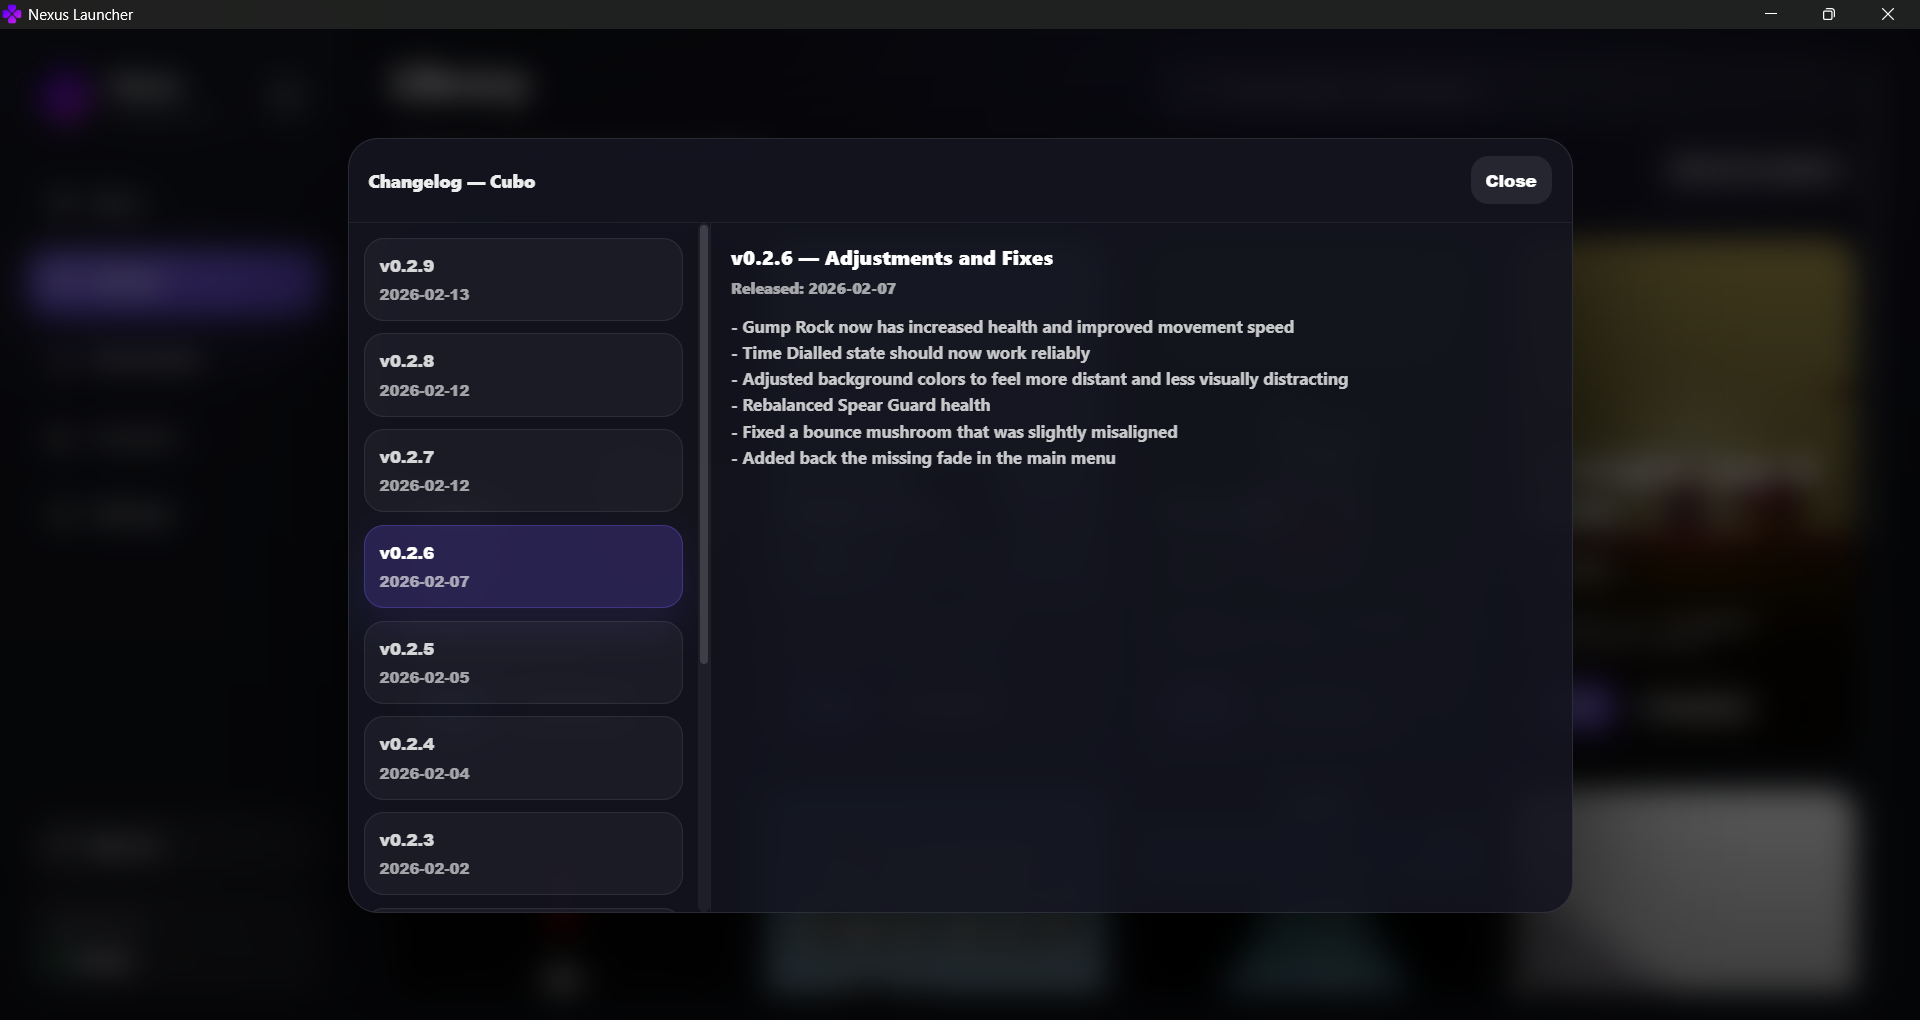 Nexus Launcher
Changelog — Cubo
Close
v0.2.9
2026-02-13
v0.2.8
2026-02-12
v0.2.7
2026-02-12
v0.2.6
2026-02-07
v0.2.5
2026-02-05
v0.2.4
2026-02-04
v0.2.3
2026-02-02
v0.2.6 — Adjustments and Fixes
Released: 2026-02-07
- Gump Rock now has increased health and improved movement speed
- Time Dialled state should now work reliably
- Adjusted background colors to feel more distant and less visually distracting
- Rebalanced Spear Guard health
- Fixed a bounce mushroom that was slightly misaligned
- Added back the missing fade in the main menu